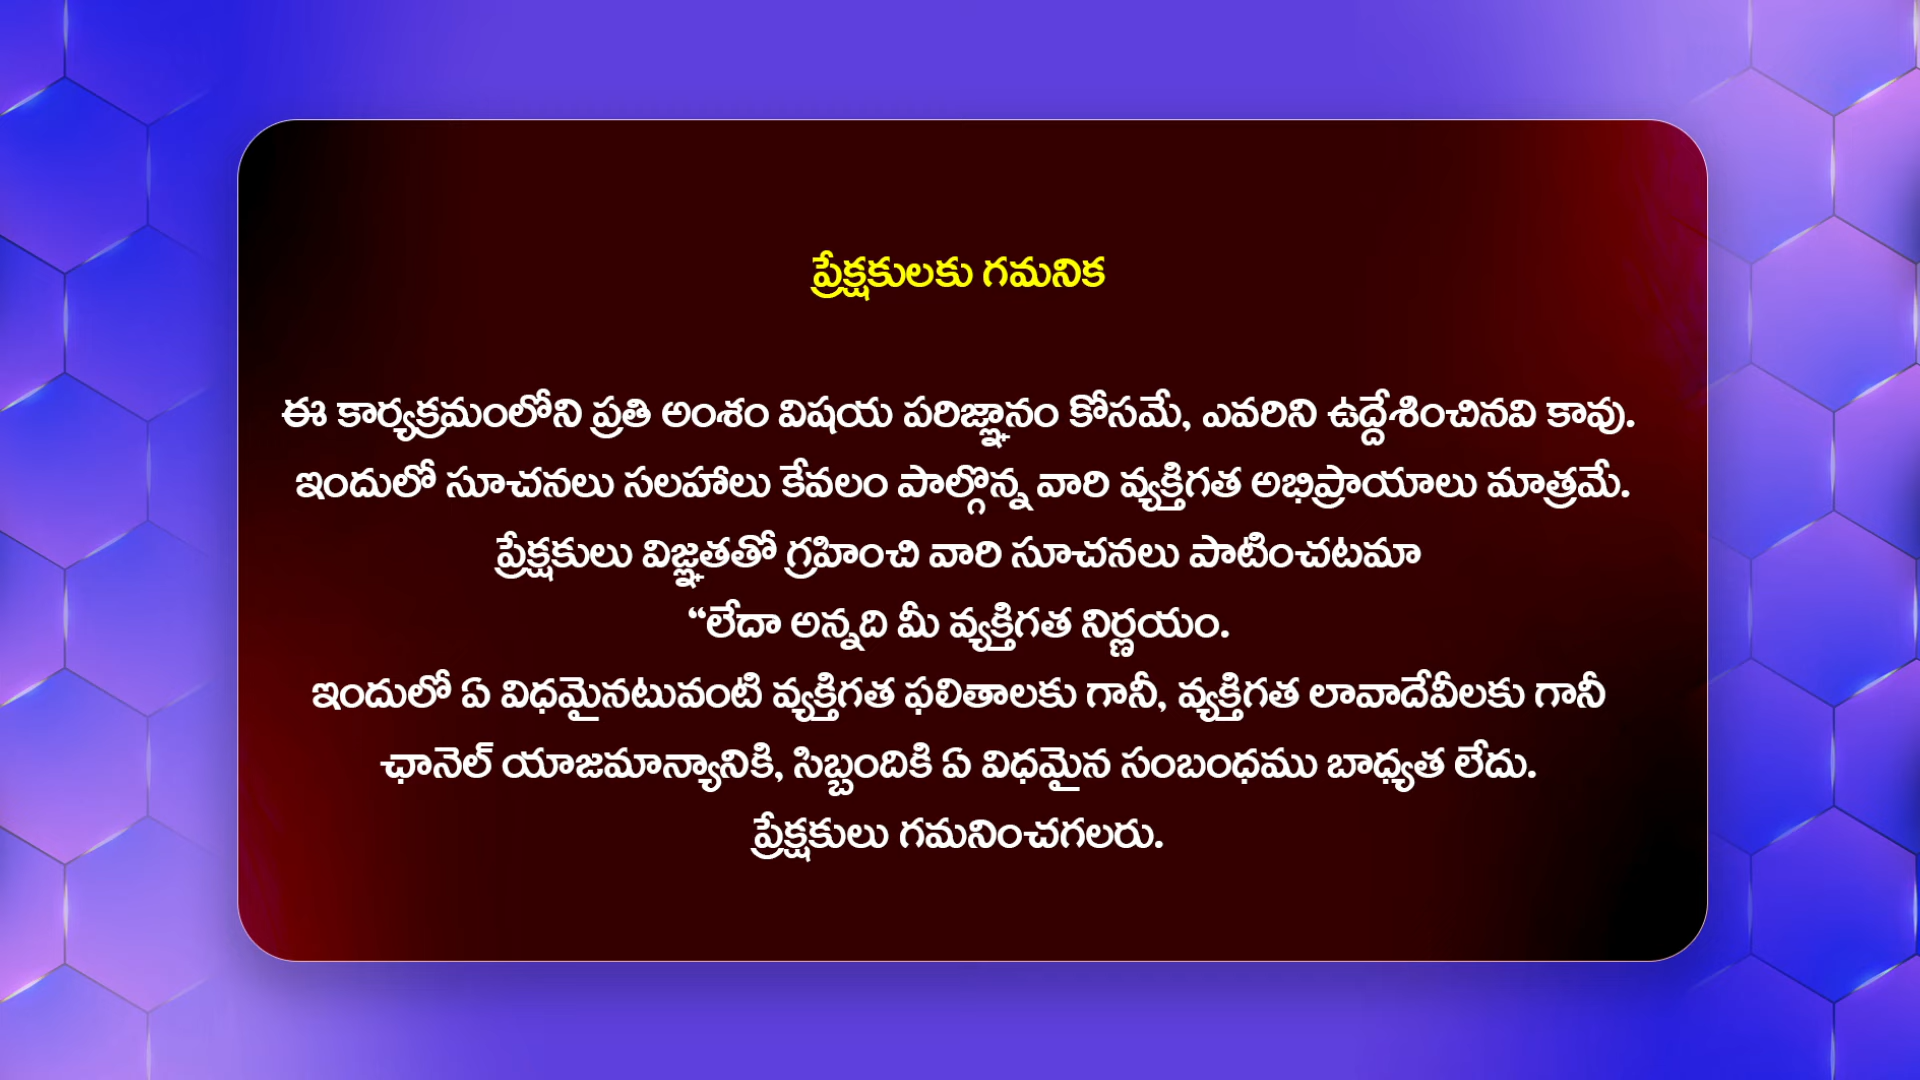 ప్రేక్షకులకు గమనిక
ఈ కార్యక్రమంలోని ప్రతి అంశం విషయ పరిజ్ఞానం కోసమే, ఎవరిని ఉద్దేశించినవి కావు.
ఇందులో సూచనలు సలహాలు కేవలం పాల్గొన్న వారి వ్యక్తిగత అభిప్రాయాలు మాత్రమే.
ప్రేక్షకులు విజ్ఞతతో గ్రహించి వారి సూచనలు పాటించటమా
“లేదా అన్నది మీ వ్యక్తిగత నిర్ణయం.
ఇందులో ఏ విధమైనటువంటి వ్యక్తిగత ఫలితాలకు గానీ, వ్యక్తిగత లావాదేవీలకు గానీ
ఛానెల్ యాజమాన్యానికి, సిబ్బందికి ఏ విధమైన సంబంధము బాధ్యత లేదు.
ప్రేక్షకులు గమనించగలరు.